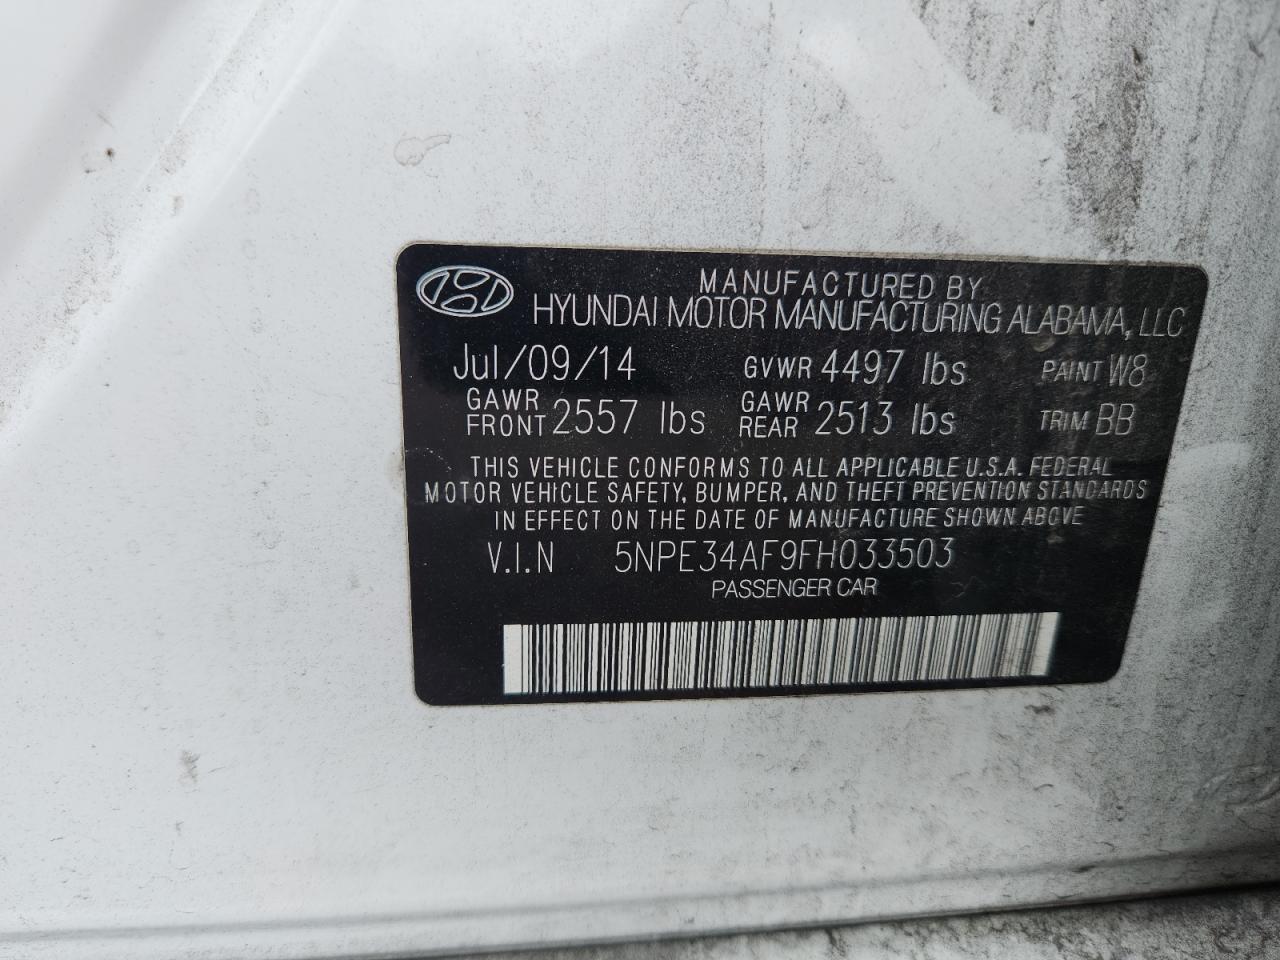 MANUFACTURED BY
HYUNDAI MOTOR MANUFACTURING ALABAMA, LLC
Jul/09/14 GVWR 4497 lbs PAINT W8
GAWR FRONT 2557 lbs GAWR REAR 2513 lbs TRIM BB
THIS VEHICLE CONFORMS TO ALL APPLICABLE U.S.A. FEDERAL
MOTOR VEHICLE SAFETY, BUMPER, AND THEFT PREVENTION STANDARDS
IN EFFECT ON THE DATE OF MANUFACTURE SHOWN ABOVE
V.I.N 5NPE34AF9FH033503
PASSENGER CAR